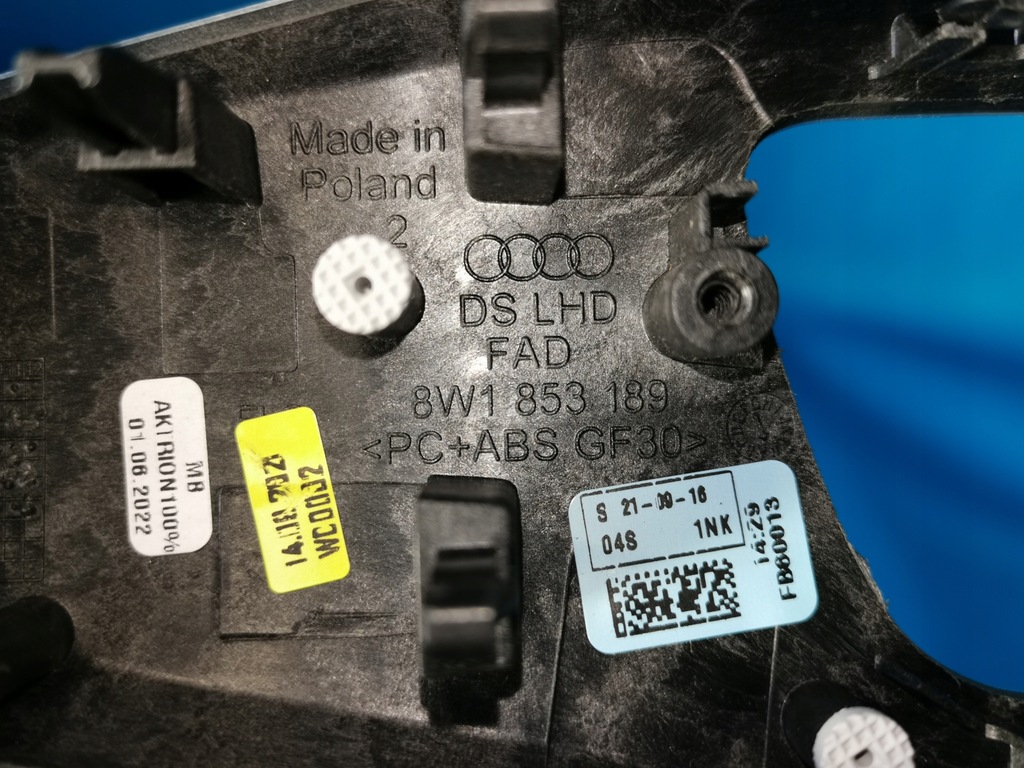 Made in
Poland
2
DS LHD
FAD
8W1 853 189
<PC+ABS GF30>
MB
AKTRION100%
01.06.2022
WC0002
S 21-09-16
04S 1NK
14:29
FB60013